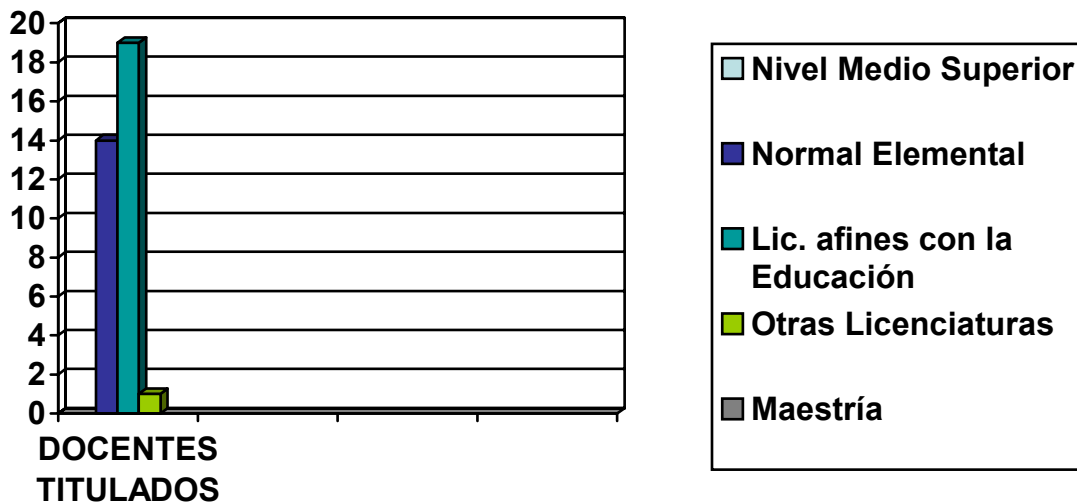 20
18
16
14
12
10
8
6
4
2
0
DOCENTES
TITULADOS
Nivel Medio Superior
Normal Elemental
Lic. afines con la
Educación
Otras Licenciaturas
Maestría